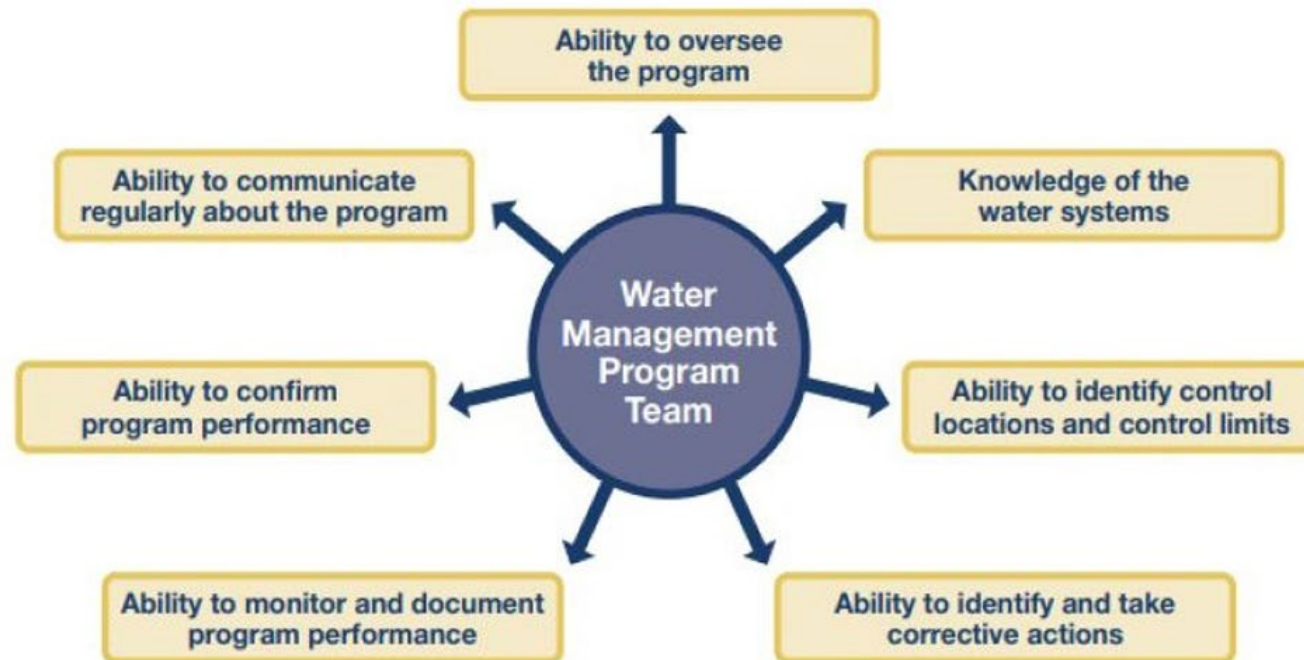 Ability to oversee
the program
Ability to communicate
regularly about the program
Knowledge of the
water systems
Water
Management
Program
Team
Ability to confirm
program performance
Ability to identify control
locations and control limits
Ability to monitor and document
program performance
Ability to identify and take
corrective actions